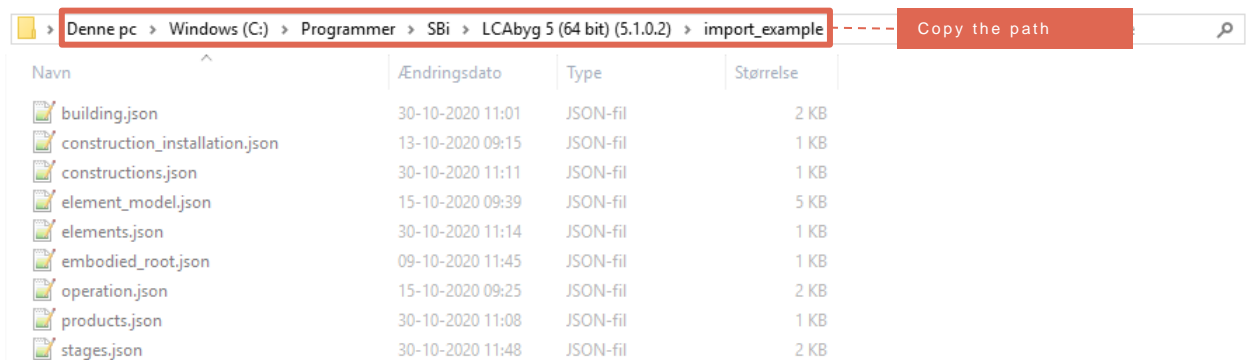 Denne pc > Windows (C:) > Programmer > SBi > LCAbyg 5 (64 bit) (5.1.0.2) > import_example Copy the path
Navn Ændringsdato Type Størrelse
building.json 30-10-2020 11:01 JSON-fil 2 KB
construction_installation.json 13-10-2020 09:15 JSON-fil 1 KB
constructions.json 30-10-2020 11:11 JSON-fil 1 KB
element_model.json 15-10-2020 09:39 JSON-fil 5 KB
elements.json 30-10-2020 11:14 JSON-fil 1 KB
embodied_root.json 09-10-2020 11:45 JSON-fil 1 KB
operation.json 15-10-2020 09:25 JSON-fil 2 KB
products.json 30-10-2020 11:08 JSON-fil 1 KB
stages.json 30-10-2020 11:48 JSON-fil 2 KB